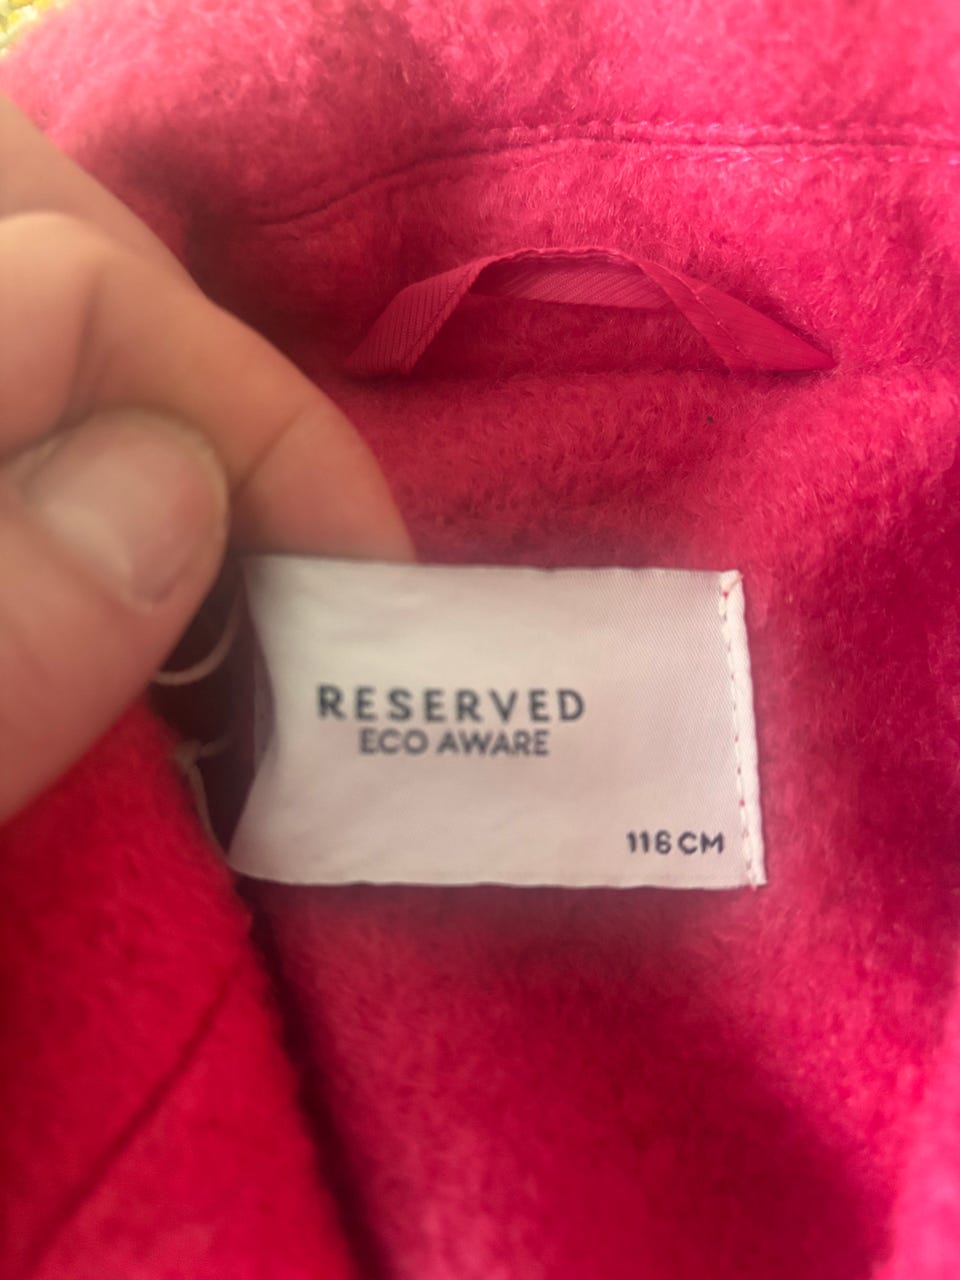 RESERVED
ECO AWARE
116 CM